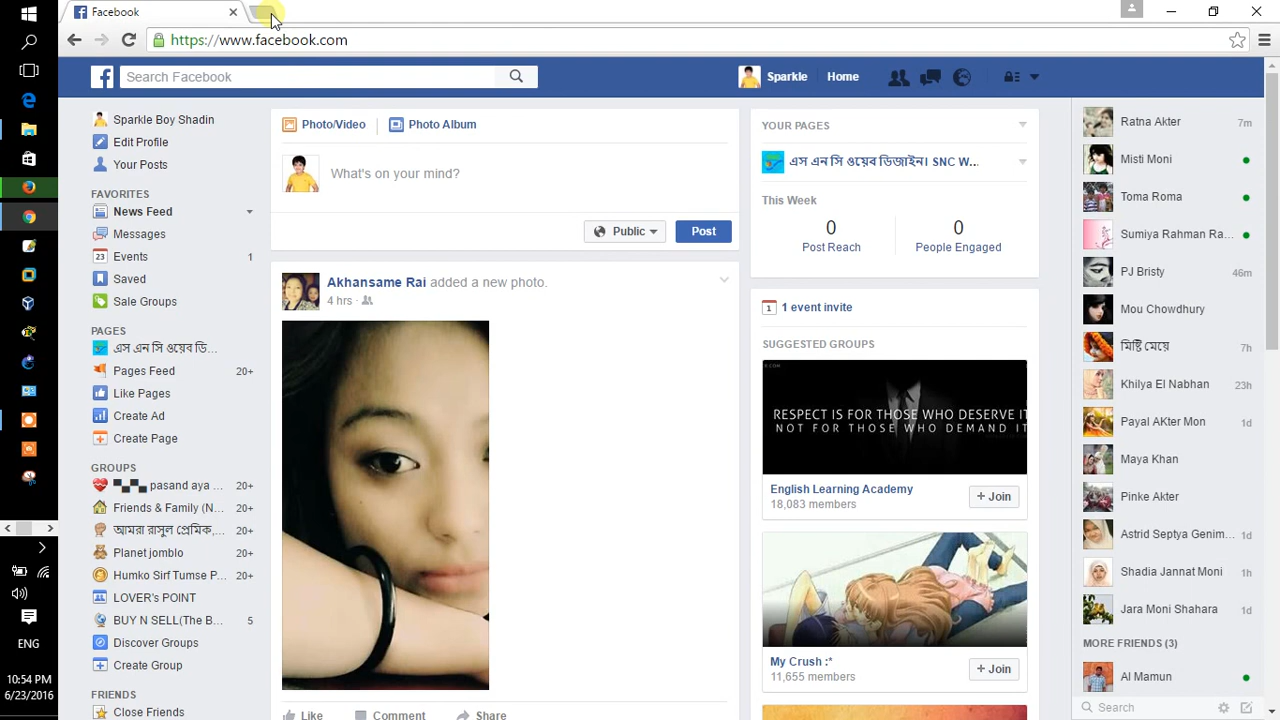 Facebook
https://www.facebook.com
Search Facebook
Sparkle
Home
Sparkle Boy Shadin
Edit Profile
Your Posts
FAVORITES
News Feed
Messages
23 Events 1
Saved
Sale Groups
PAGES
এস এন সি ওয়েব ডি...
Pages Feed 20+
Like Pages
Create Ad
Create Page
GROUPS
pasand aya ... 20+
Friends & Family (N... 20+
আমরা রাসুল প্রেমিক,... 20+
Planet jomblo 20+
Humko Sirf Tumse P... 20+
LOVER'S POINT
BUY N SELL(The B... 5
Discover Groups
Create Group
FRIENDS
Close Friends
Photo/Video
Photo Album
What's on your mind?
Public
Post
Akhansame Rai added a new photo.
4 hrs ·
Like Comment Share
YOUR PAGES
এস এন সি ওয়েব ডিজাইন। SNC W...
This Week
0 0
Post Reach People Engaged
1 1 event invite
SUGGESTED GROUPS
RESPECT IS FOR THOSE WHO DESERVE IT
NOT FOR THOSE WHO DEMAND IT
English Learning Academy
18,083 members
+ Join
My Crush :*
11,655 members
+ Join
Ratna Akter 7m
Misti Moni
Toma Roma
Sumiya Rahman Ra...
PJ Bristy 46m
Mou Chowdhury
মিষ্টি মেয়ে 7h
Khilya El Nabhan 23h
Payal AKter Mon 1d
Maya Khan
Pinke Akter
Astrid Septya Genim... 1d
Shadia Jannat Moni 1h
Jara Moni Shahara 1d
MORE FRIENDS (3)
Al Mamun
Search
ENG
10:54 PM
6/23/2016